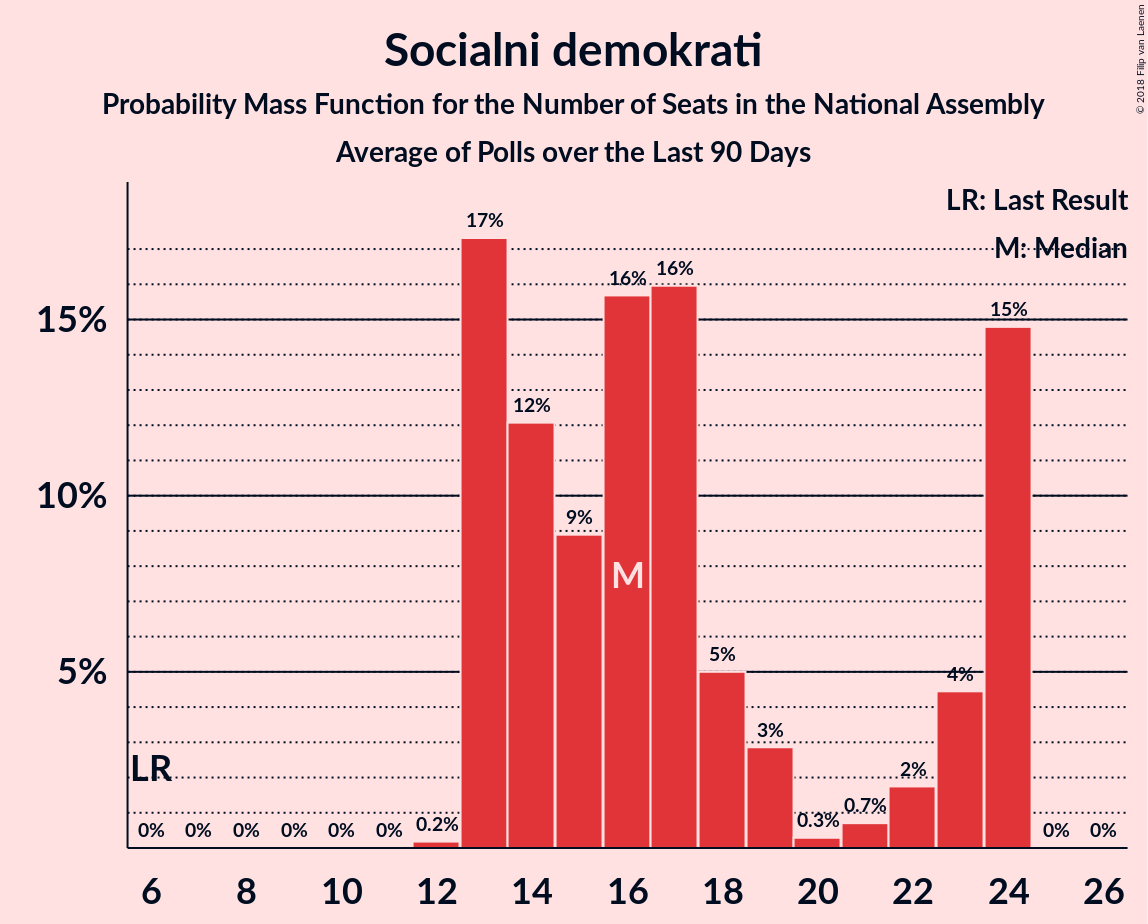 Socialni demokrati
Probability Mass Function for the Number of Seats in the National Assembly
Average of Polls over the Last 90 Days
© 2018 Filip van Laenen
LR: Last Result
M: Median
17%
16%
16%
15%
15%
12%
10%
9%
M
5%
5%
4%
3%
2%
LR
0.7%
0.3%
0.2%
0% 0% 0% 0% 0% 0% 0% 0%
6 8 10 12 14 16 18 20 22 24 26